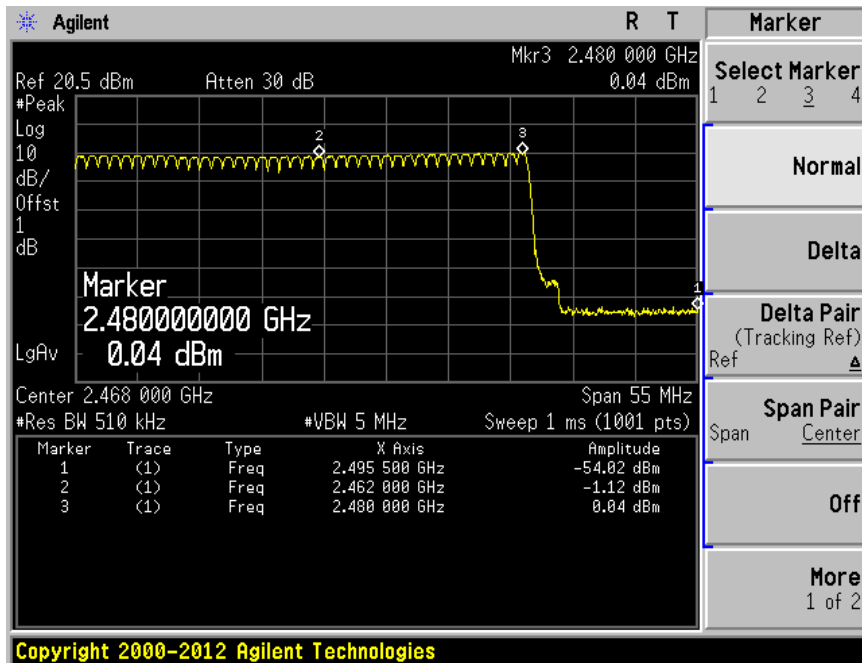 Agilent R T Marker
Mkr3 2.480 000 GHz
Ref 20.5 dBm Atten 30 dB 0.04 dBm
#Peak
Log
10
dB/
Offst
1
dB
LgAv
2
3
1
Marker
2.480000000 GHz
0.04 dBm
Center 2.468 000 GHz Span 55 MHz
#Res BW 510 kHz #VBW 5 MHz Sweep 1 ms (1001 pts)
Marker Trace Type X Axis Amplitude
1 (1) Freq 2.495 500 GHz -54.02 dBm
2 (1) Freq 2.462 000 GHz -1.12 dBm
3 (1) Freq 2.480 000 GHz 0.04 dBm
Select Marker
1 2 3 4
Normal
Delta
Delta Pair
(Tracking Ref)
Ref Δ
Span Pair
Span Center
Off
More
1 of 2
Copyright 2000-2012 Agilent Technologies